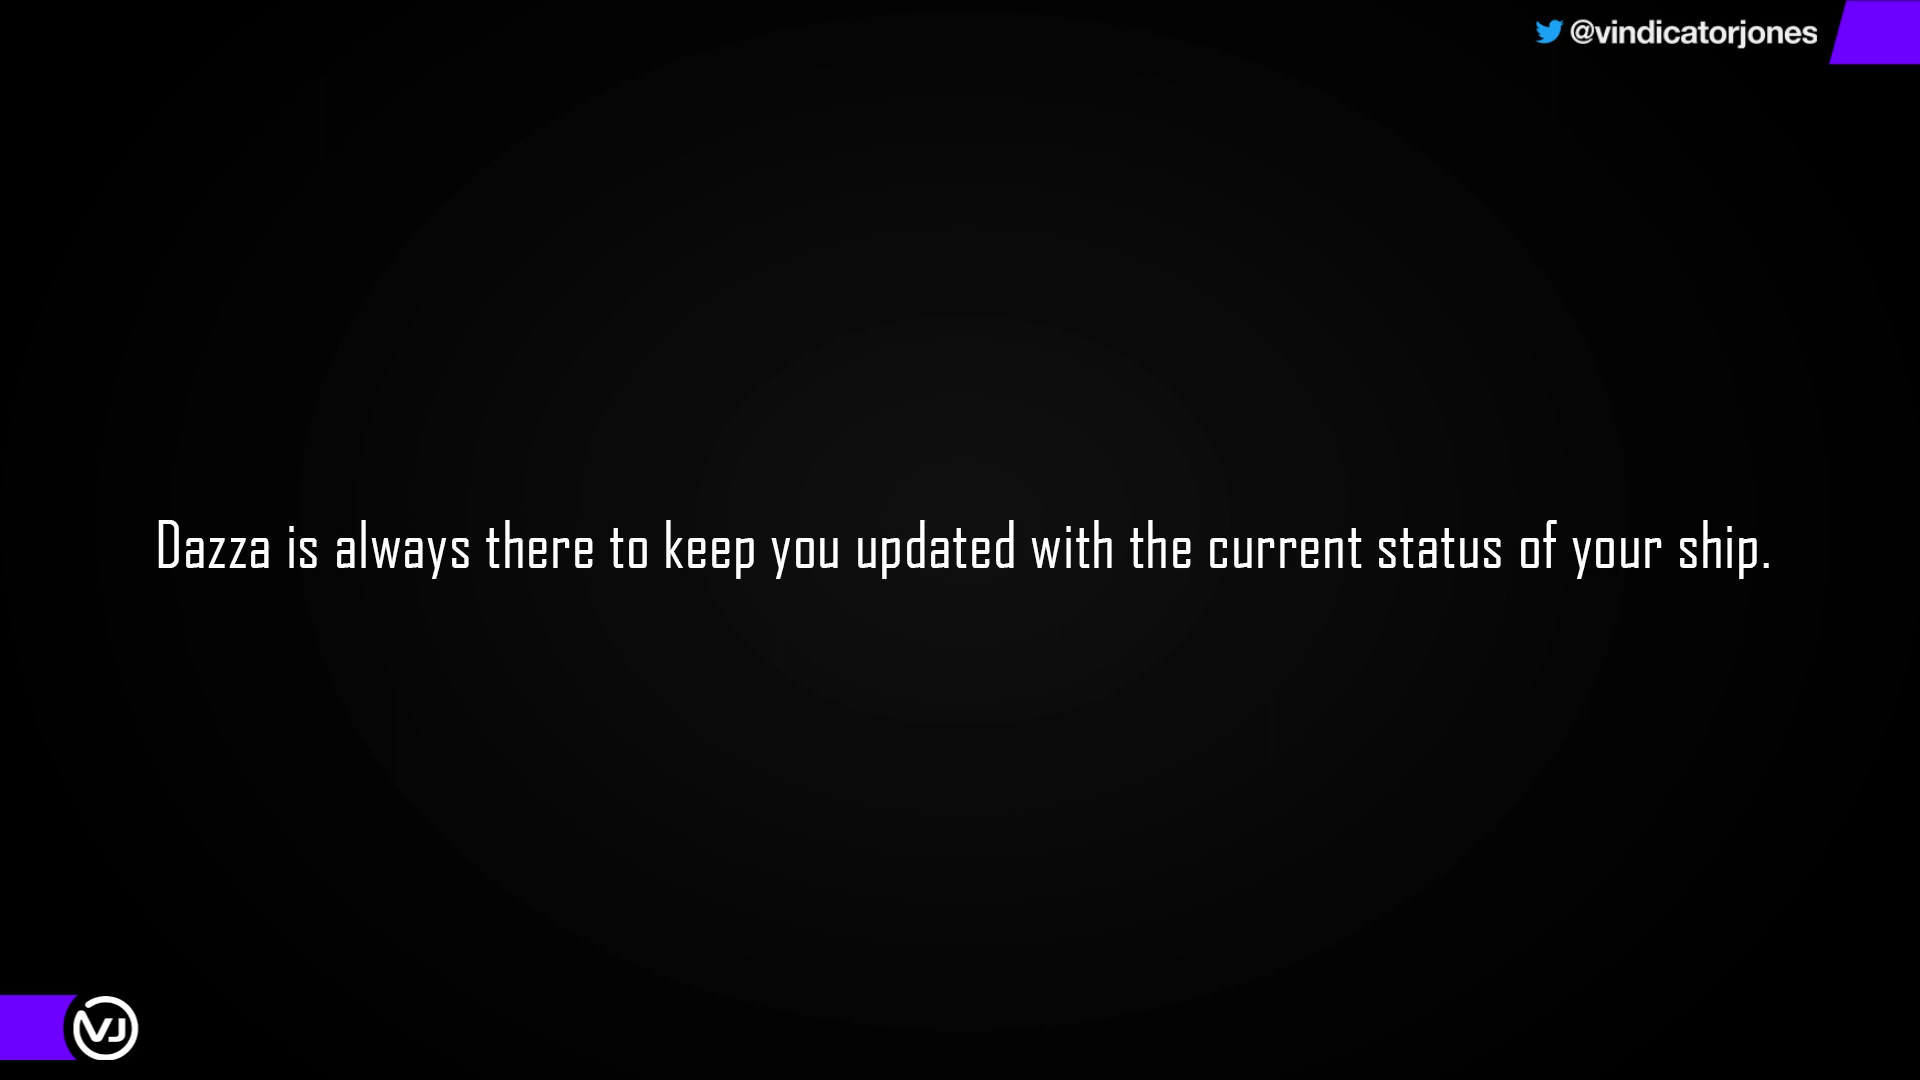 @vindicatorjones
Dazza is always there to keep you updated with the current status of your ship.
VJ